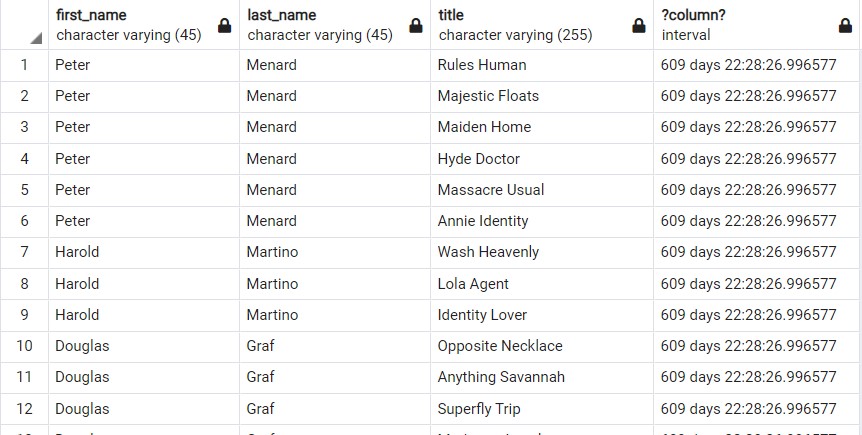 first_name last_name title ?column?
character varying (45) character varying (45) character varying (255) interval
1 Peter Menard Rules Human 609 days 22:28:26.996577
2 Peter Menard Majestic Floats 609 days 22:28:26.996577
3 Peter Menard Maiden Home 609 days 22:28:26.996577
4 Peter Menard Hyde Doctor 609 days 22:28:26.996577
5 Peter Menard Massacre Usual 609 days 22:28:26.996577
6 Peter Menard Annie Identity 609 days 22:28:26.996577
7 Harold Martino Wash Heavenly 609 days 22:28:26.996577
8 Harold Martino Lola Agent 609 days 22:28:26.996577
9 Harold Martino Identity Lover 609 days 22:28:26.996577
10 Douglas Graf Opposite Necklace 609 days 22:28:26.996577
11 Douglas Graf Anything Savannah 609 days 22:28:26.996577
12 Douglas Graf Superfly Trip 609 days 22:28:26.996577